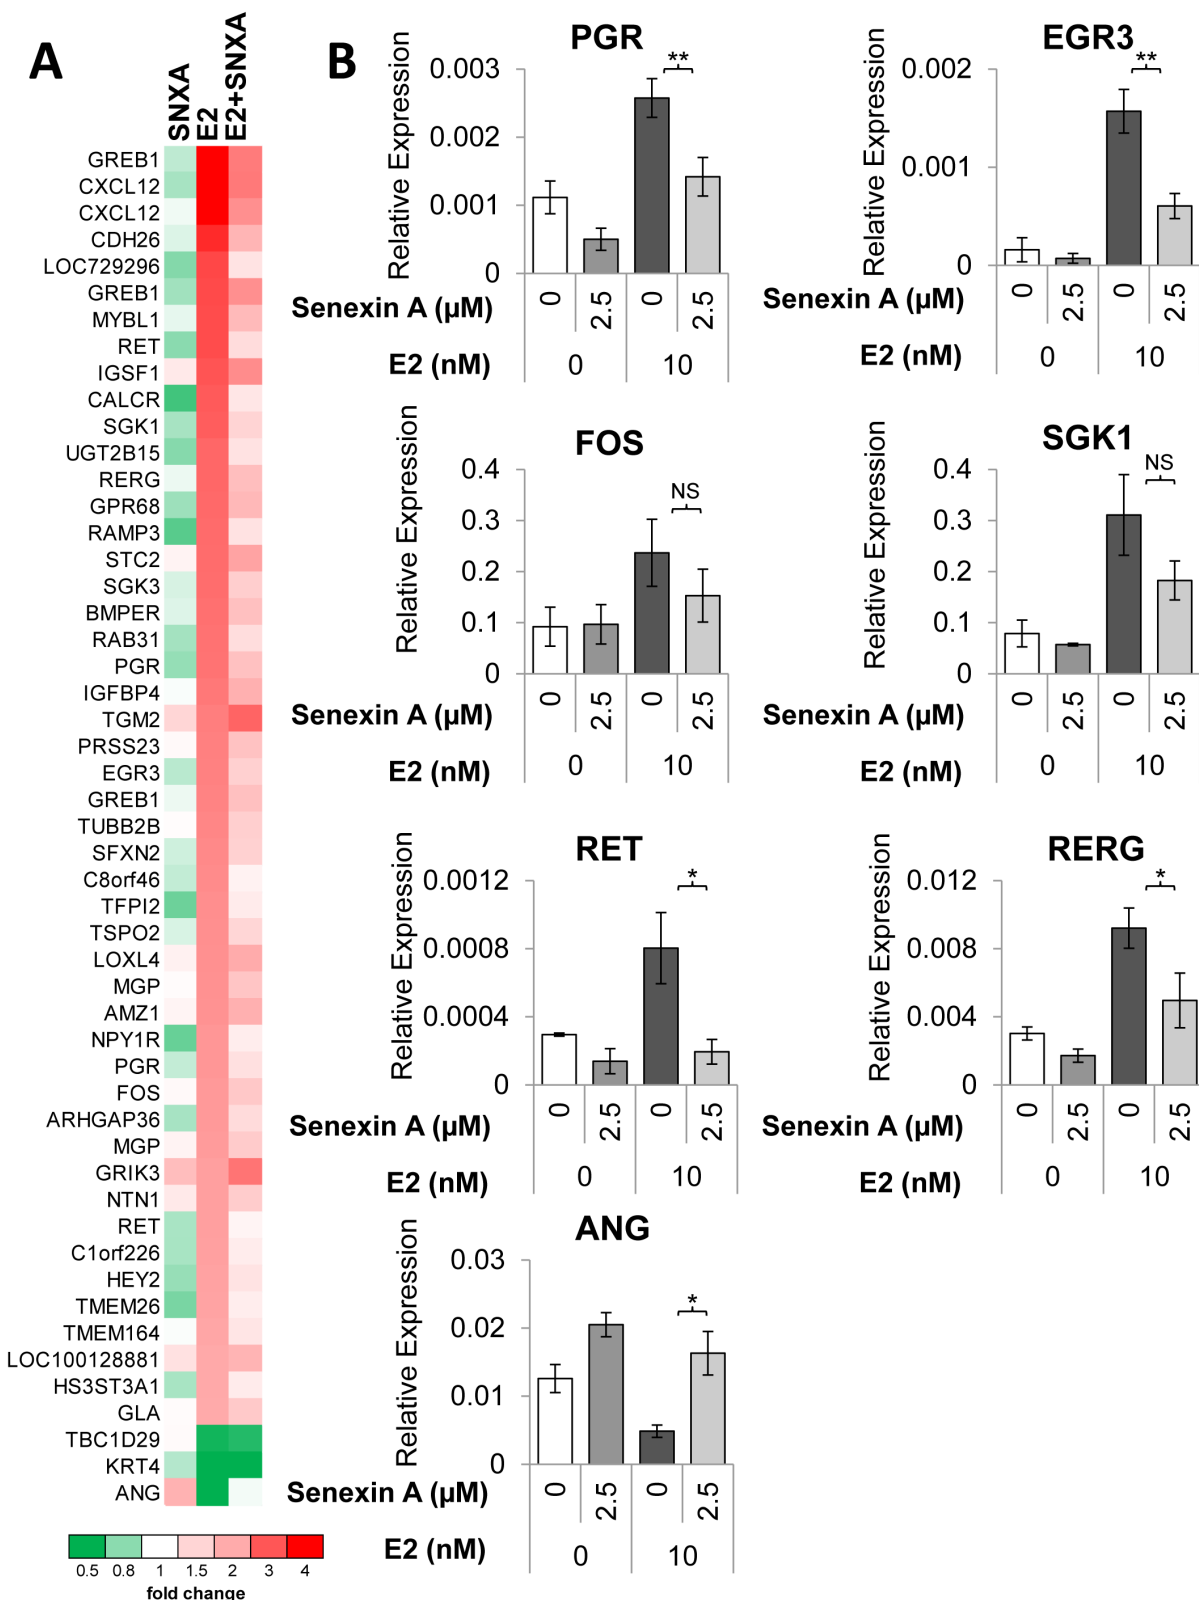 A
SNXA
E2
E2+SNXA
GREB1
CXCL12
CXCL12
CDH26
LOC729296
GREB1
MYBL1
RET
IGSF1
CALCR
SGK1
UGT2B15
RERG
GPR68
RAMP3
STC2
SGK3
BMPER
RAB31
PGR
IGFBP4
TGM2
PRSS23
EGR3
GREB1
TUBB2B
SFXN2
C8orf46
TFPI2
TSPO2
LOXL4
MGP
AMZ1
NPY1R
PGR
FOS
ARHGAP36
MGP
GRIK3
NTN1
RET
C1orf226
HEY2
TMEM26
TMEM164
LOC100128881
HS3ST3A1
GLA
TBC1D29
KRT4
ANG
0.5 0.8 1 1.5 2 3 4
fold change
B
PGR
Relative Expression
0.003
0.002
0.001
0
**
Senexin A (µM)
0 2.5 0 2.5
E2 (nM)
0 10
EGR3
Relative Expression
0.002
0.001
0
**
Senexin A (µM)
0 2.5 0 2.5
E2 (nM)
0 10
FOS
Relative Expression
0.4
0.3
0.2
0.1
0
NS
Senexin A (µM)
0 2.5 0 2.5
E2 (nM)
0 10
SGK1
Relative Expression
0.4
0.3
0.2
0.1
0
NS
Senexin A (µM)
0 2.5 0 2.5
E2 (nM)
0 10
RET
Relative Expression
0.0012
0.0008
0.0004
0
*
Senexin A (µM)
0 2.5 0 2.5
E2 (nM)
0 10
RERG
Relative Expression
0.012
0.008
0.004
0
*
Senexin A (µM)
0 2.5 0 2.5
E2 (nM)
0 10
ANG
Relative Expression
0.03
0.02
0.01
0
*
Senexin A (µM)
0 2.5 0 2.5
E2 (nM)
0 10